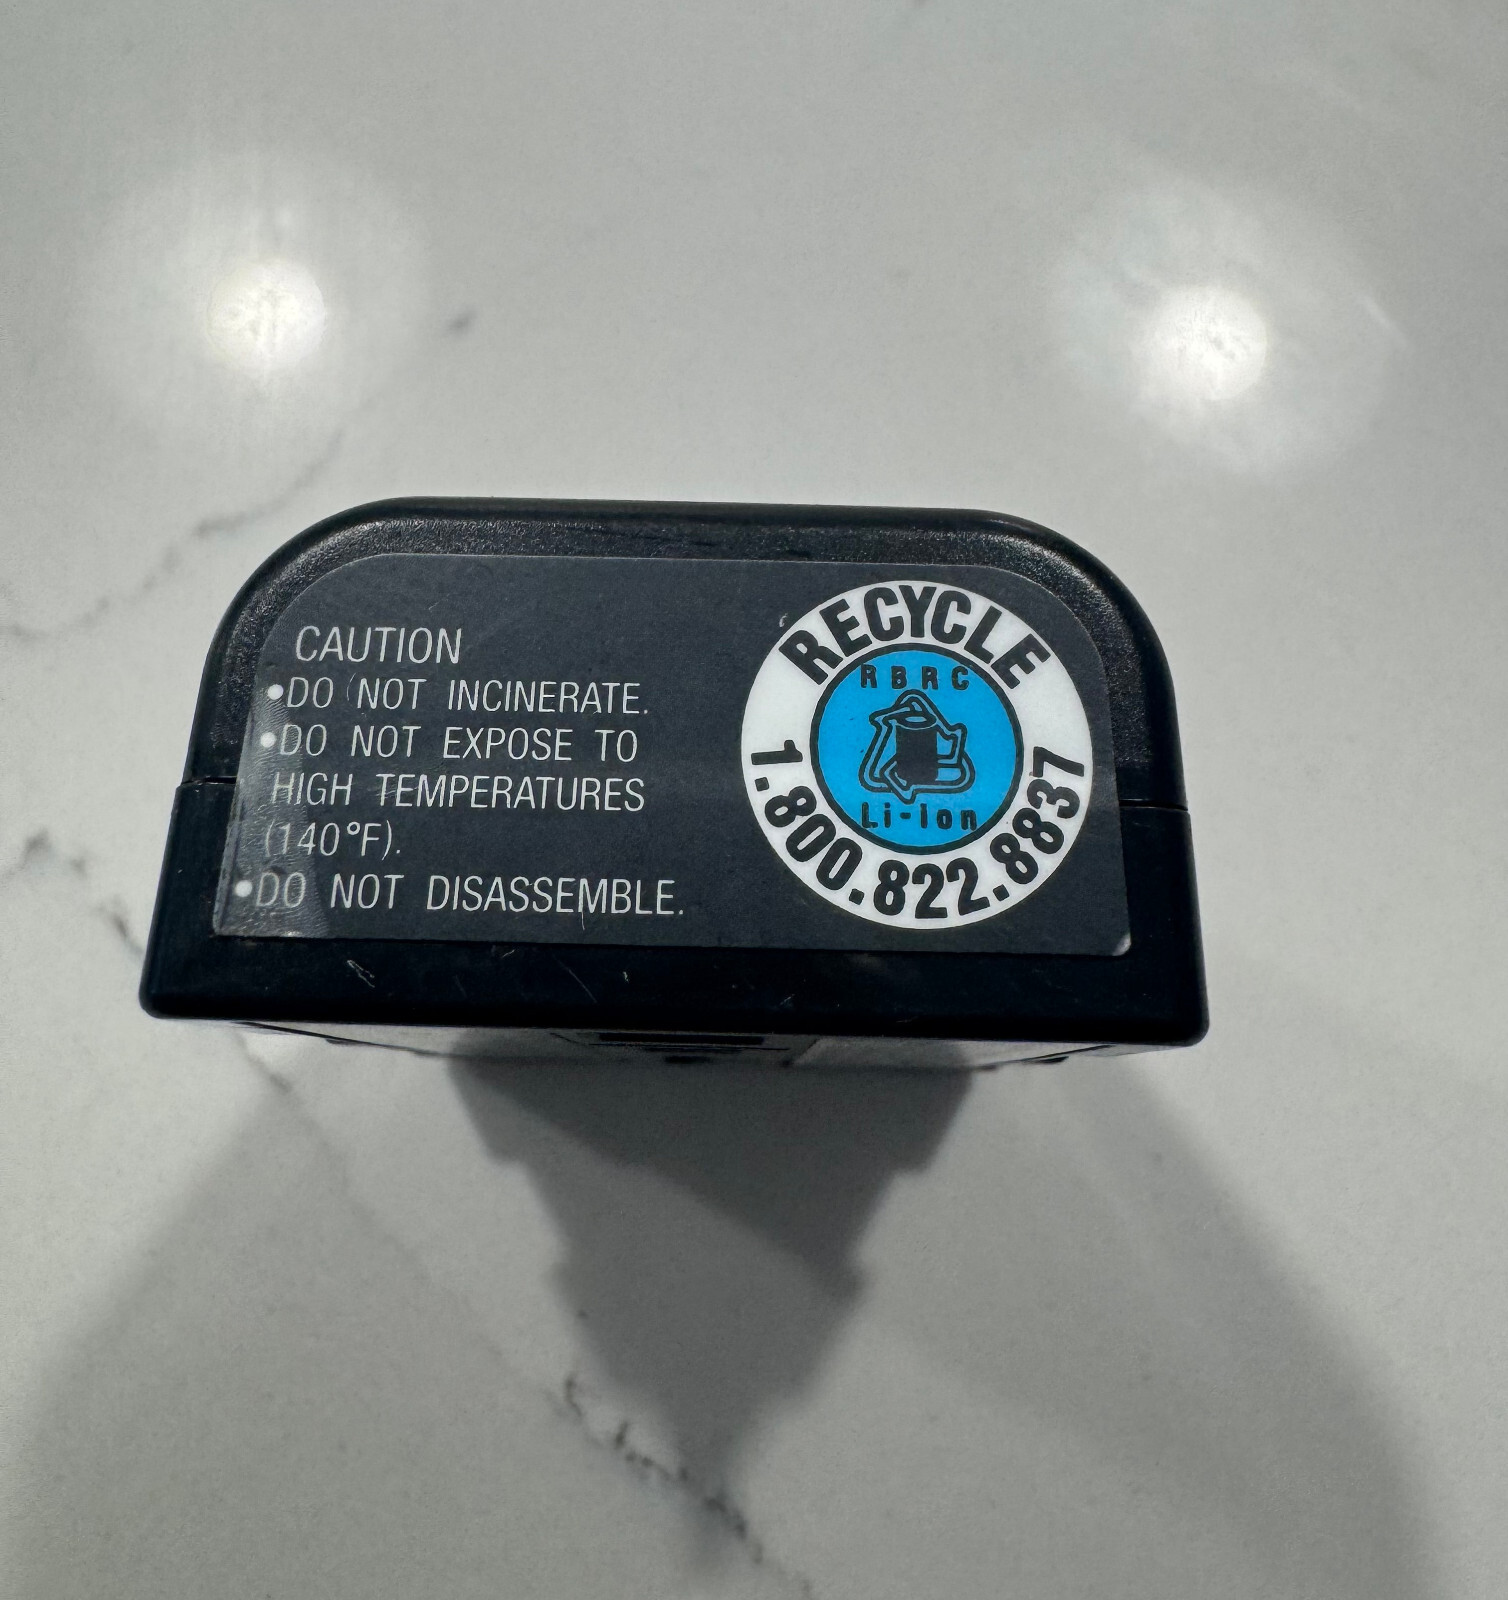 CAUTION
•DO NOT INCINERATE.
•DO NOT EXPOSE TO
HIGH TEMPERATURES
(140°F).
•DO NOT DISASSEMBLE.
RECYCLE
RBRC
Li-Ion
1.800.822.8837